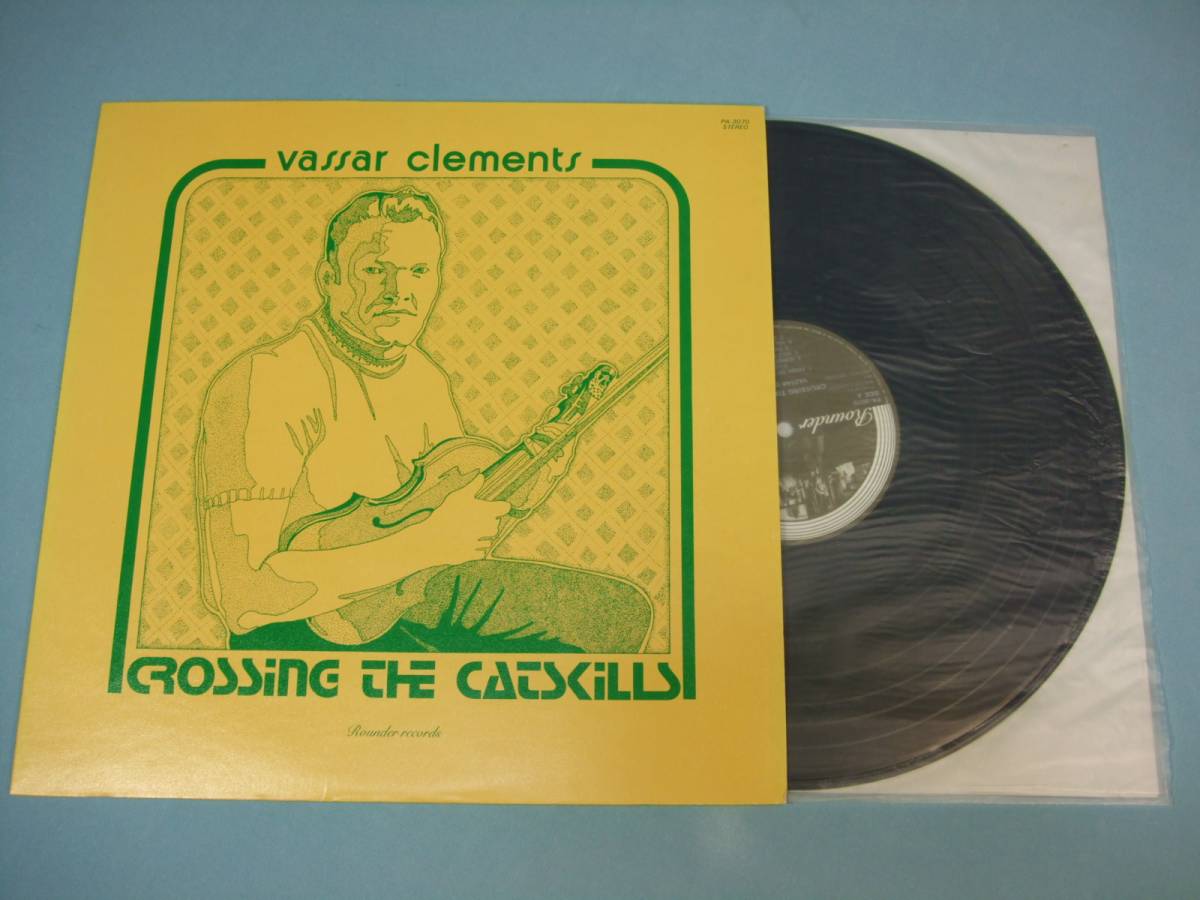 PA-3070
STEREO
vassar clements
CROSSING THE CATSKILLS
Rounder records
Rounder